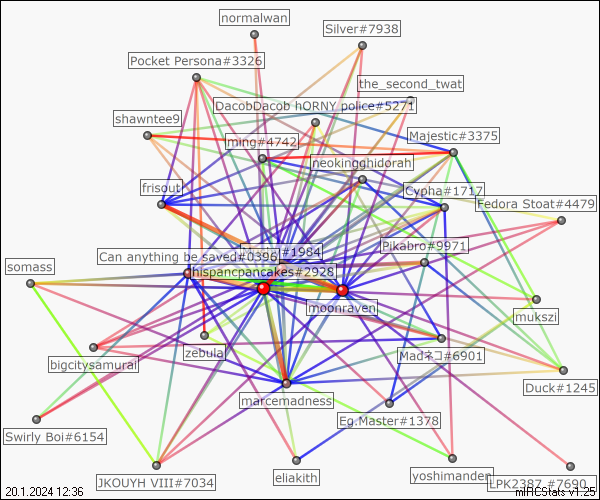 normalwan
Silver#7938
Pocket Persona#3326
the_second_twat
DacobDacob hORNY police#5271
shawntee9
Majestic#3375
jming#4742
neokingghidorah
frisout
Cypha#1717
Fedora Stoat#4479
Pikabro#9971
#1984
Can anything be saved#0396
somass
hispancpancakes#2928
moonraven
mukszi
zebular
Madネコ#6901
bigcitysamurai
Duck#1245
marcemadness
Eg.Master#1378
Swirly Boi#6154
eliakith
yoshimanden
JKOUYH VIII#7034
LPK2387 #7690
20.1.2024 12:36
mIRCStats v1.25